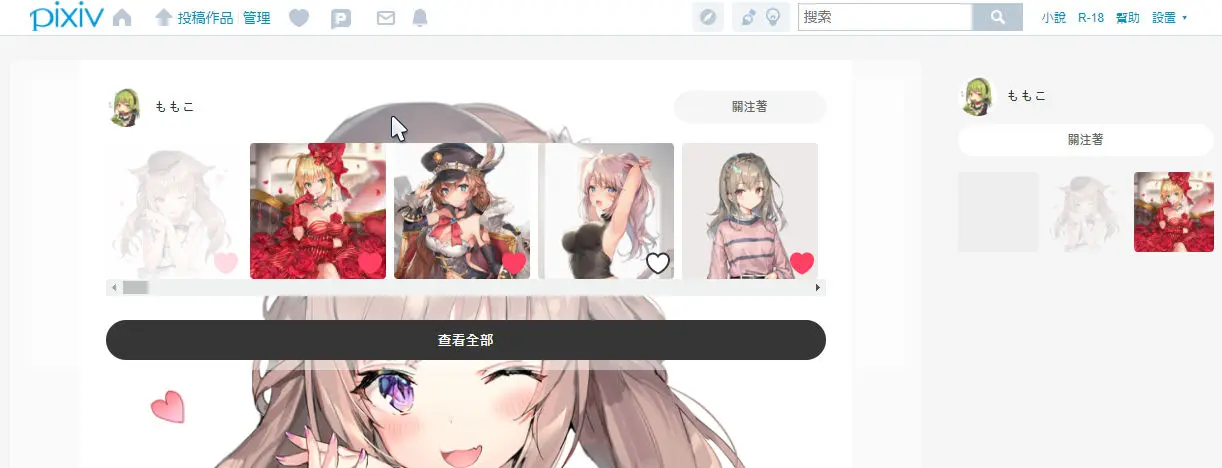 pixiv
投稿作品 管理
搜索
小說 R-18 幫助 設置
ももこ
關注著
查看全部
ももこ
關注著